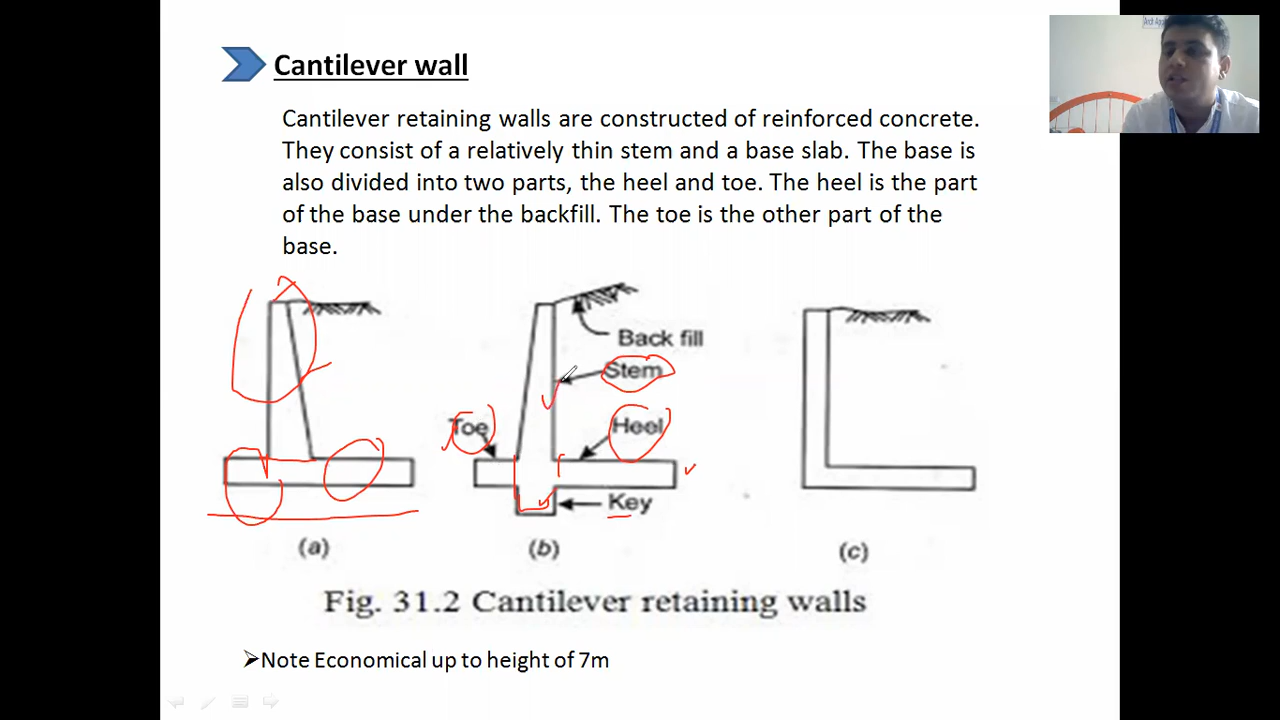 Cantilever wall
Cantilever retaining walls are constructed of reinforced concrete.
They consist of a relatively thin stem and a base slab. The base is
also divided into two parts, the heel and toe. The heel is the part
of the base under the backfill. The toe is the other part of the
base.
Back fill
Stem
Toe
Heel
Key
(a)
(b)
(c)
Fig. 31.2 Cantilever retaining walls
Note Economical up to height of 7m